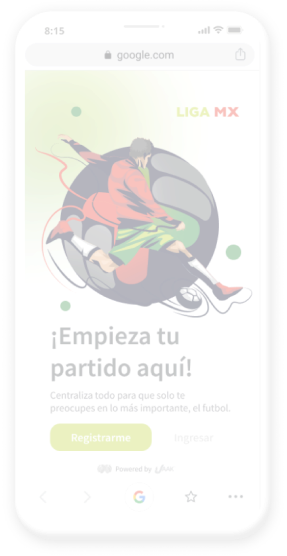 8:15
google.com
LIGA MX
¡Empieza tu
partido aquí!
Centraliza todo para que solo te
preocupes en lo más importante, el futbol.
Registrarme Ingresar
Powered by